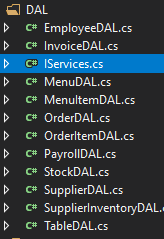 DAL
C# EmployeeDAL.cs
C# InvoiceDAL.cs
C# IServices.cs
C# MenuDAL.cs
C# MenuItemDAL.cs
C# OrderDAL.cs
C# OrderItemDAL.cs
C# PayrollDAL.cs
C# StockDAL.cs
C# SupplierDAL.cs
C# SupplierInventoryDAL.cs
C# TableDAL.cs